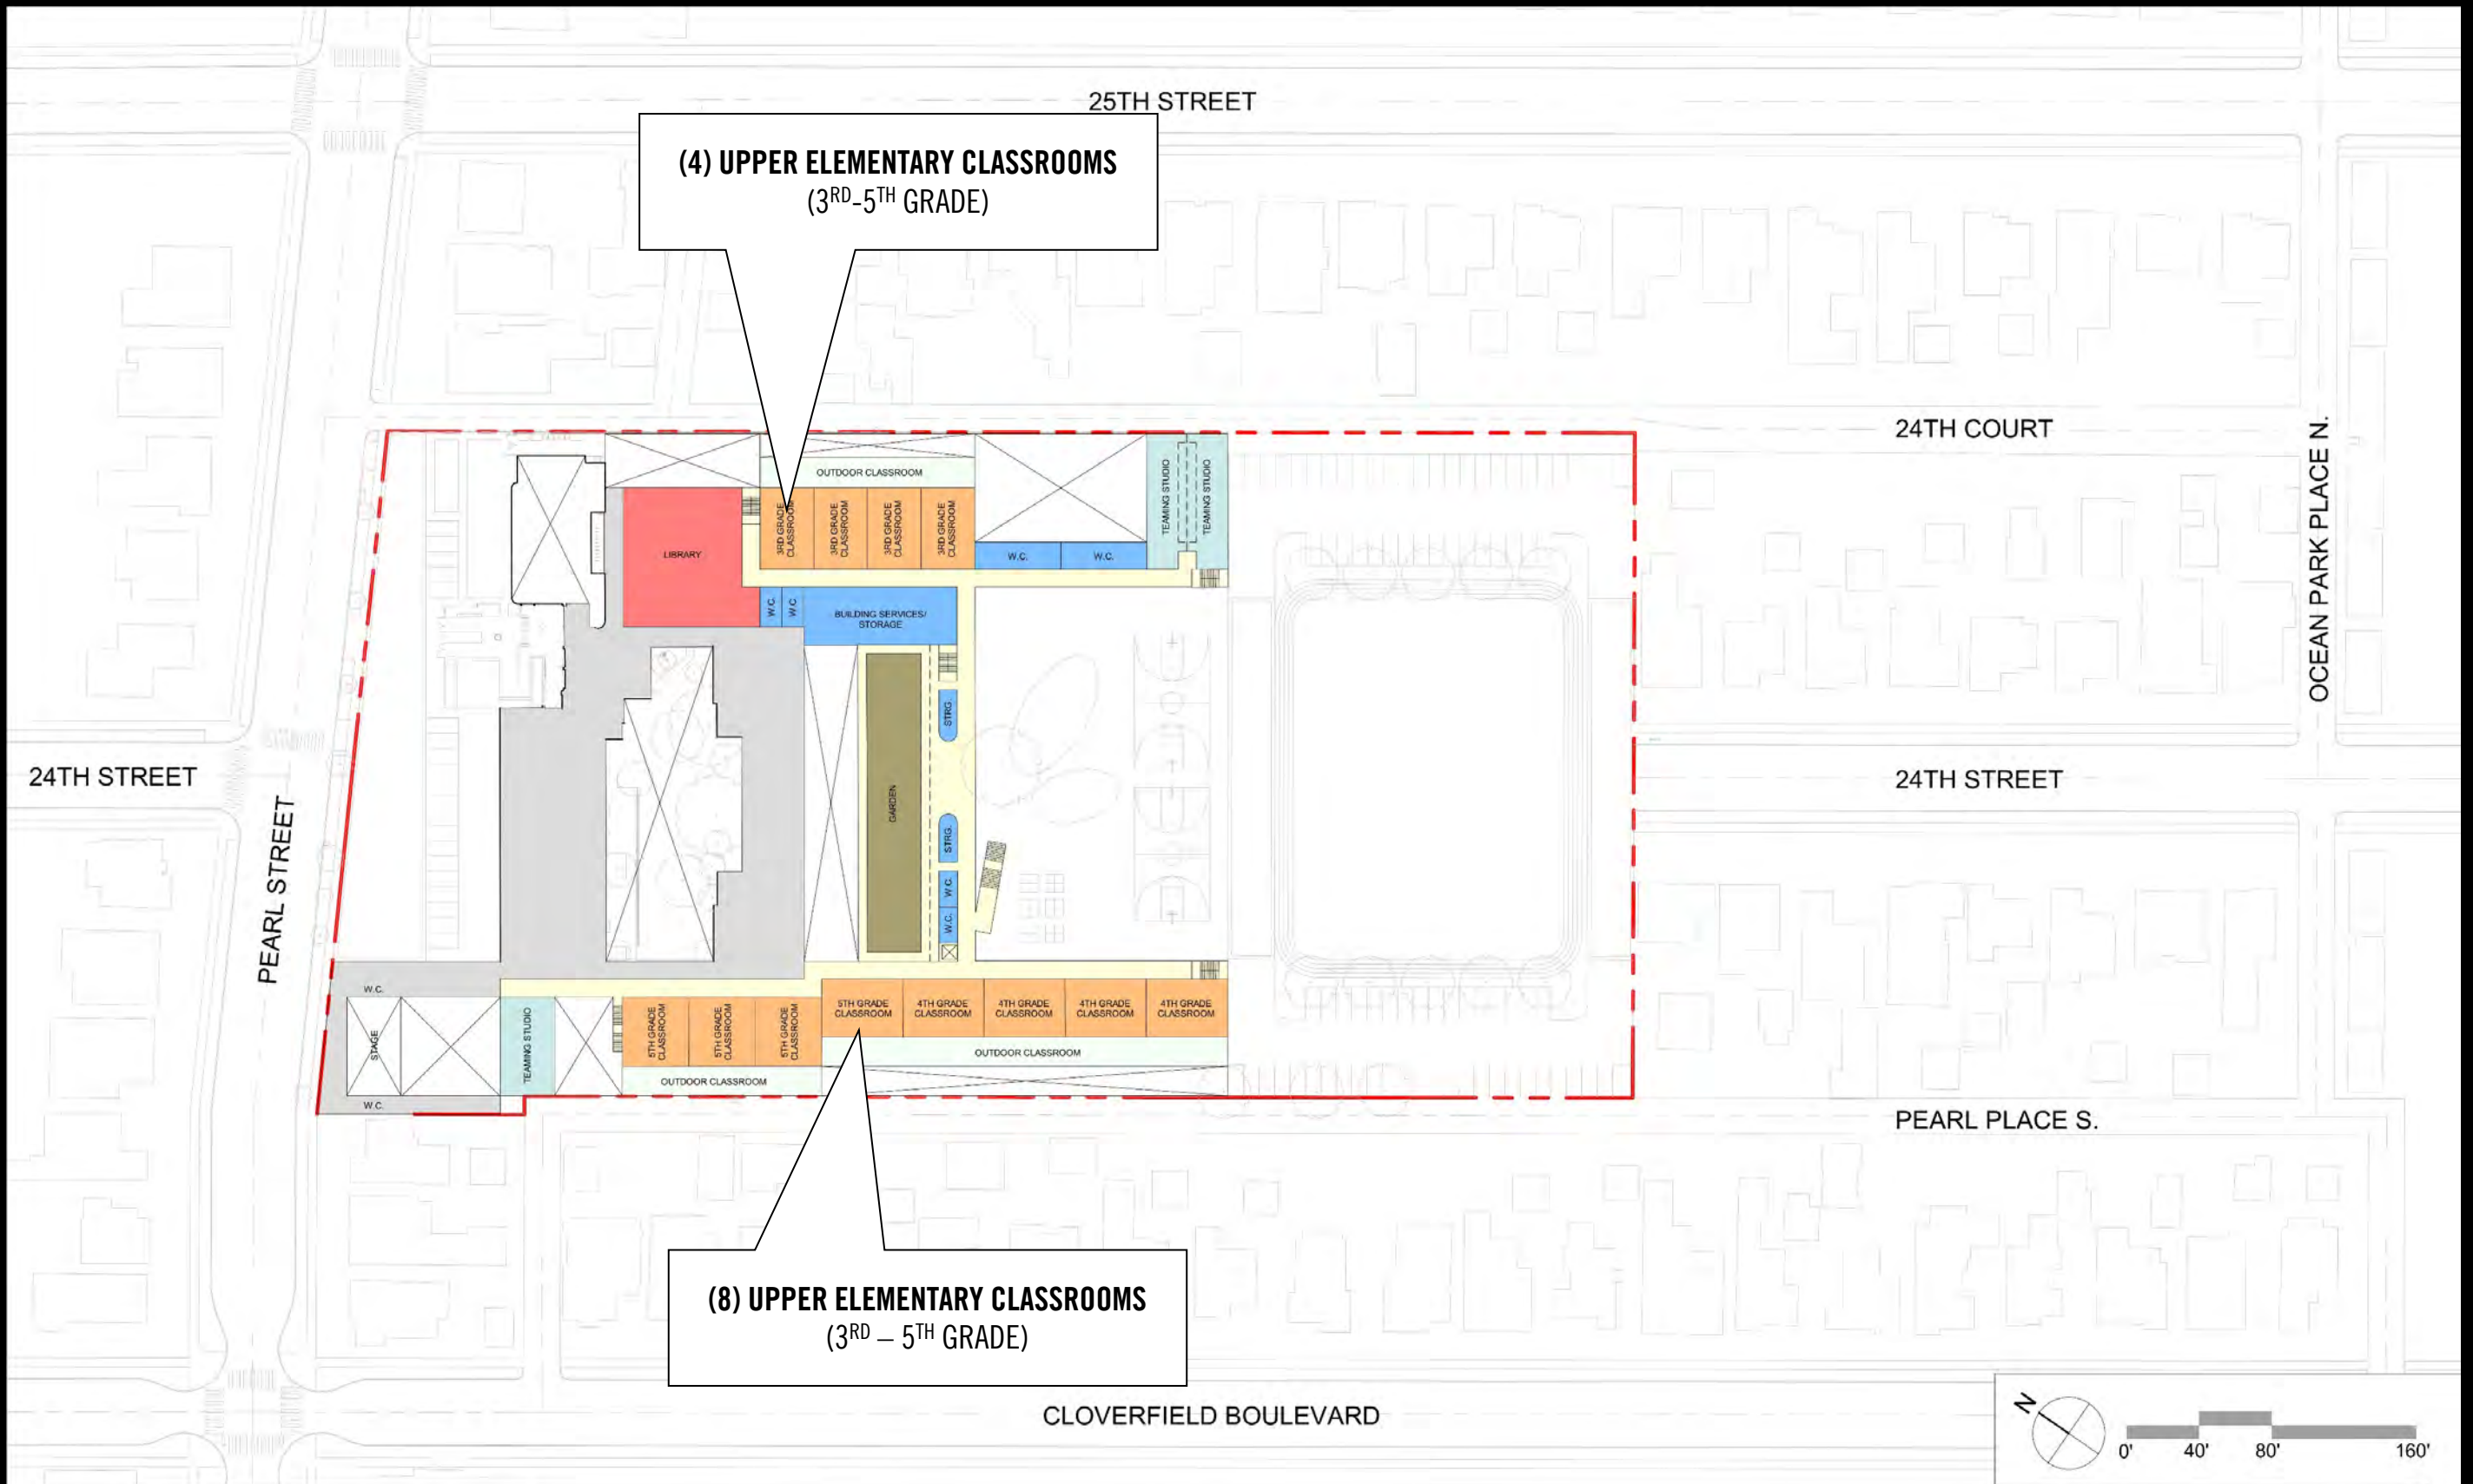 25TH STREET
(4) UPPER ELEMENTARY CLASSROOMS
(3RD-5TH GRADE)
24TH COURT
OCEAN PARK PLACE N.
OUTDOOR CLASSROOM
TEAMING STUDIO
TEAMING STUDIO
LIBRARY
3RD GRADE
CLASSROOM
3RD GRADE
CLASSROOM
3RD GRADE
CLASSROOM
3RD GRADE
CLASSROOM
W.C.
W.C.
W.C.
W.C
BUILDING SERVICES/
STORAGE
STRG.
GARDEN
STRG.
W.C.
W.C.
24TH STREET
24TH STREET
PEARL STREET
W.C.
STAGE
W.C.
TEAMING STUDIO
5TH GRADE
CLASSROOM
5TH GRADE
CLASSROOM
5TH GRADE
CLASSROOM
5TH GRADE
CLASSROOM
4TH GRADE
CLASSROOM
4TH GRADE
CLASSROOM
4TH GRADE
CLASSROOM
4TH GRADE
CLASSROOM
OUTDOOR CLASSROOM
OUTDOOR CLASSROOM
PEARL PLACE S.
(8) UPPER ELEMENTARY CLASSROOMS
(3RD – 5TH GRADE)
CLOVERFIELD BOULEVARD
N
0' 40' 80' 160'